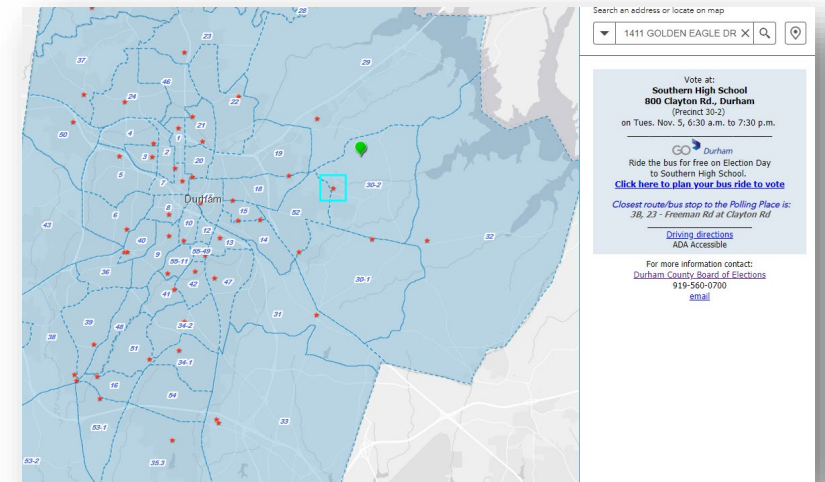 Search an address or locate on map
1411 GOLDEN EAGLE DR
Vote at:
Southern High School
800 Clayton Rd., Durham
(Precinct 30-2)
on Tues. Nov. 5, 6:30 a.m. to 7:30 p.m.
GO Durham
Ride the bus for free on Election Day
to Southern High School.
Click here to plan your bus ride to vote
Closest route/bus stop to the Polling Place is:
3B, 23 - Freeman Rd at Clayton Rd
Driving directions
ADA Accessible
For more information contact:
Durham County Board of Elections
919-560-0700
email
28
23
37
29
46
24
22
50
4
21
1
2
3
20
19
5
7
18
30-2
Durham
8
15
52
6
43
10
32
12
40
13
14
9
55-49
55-11
36
42
47
30-1
41
31
39
48
34-2
38
51
34-1
16
54
53-1
33
53-2
35.3